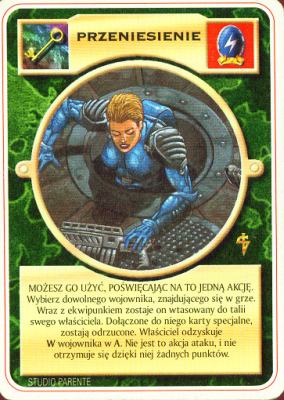 PRZENIESIENIE
MOŻESZ GO UŻYĆ, POŚWIĘCAJĄC NA TO JEDNĄ AKCJĘ.
Wybierz dowolnego wojownika, znajdującego się w grze.
Wraz z ekwipunkiem zostaje on wtasowany do talii
swego właściciela. Dołączone do niego karty specjalne,
zostają odrzucone. Właściciel odzyskuje
W wojownika w A. Nie jest to akcja ataku, i nie
otrzymuje się dzięki niej żadnych punktów.
STUDIO PARENTE